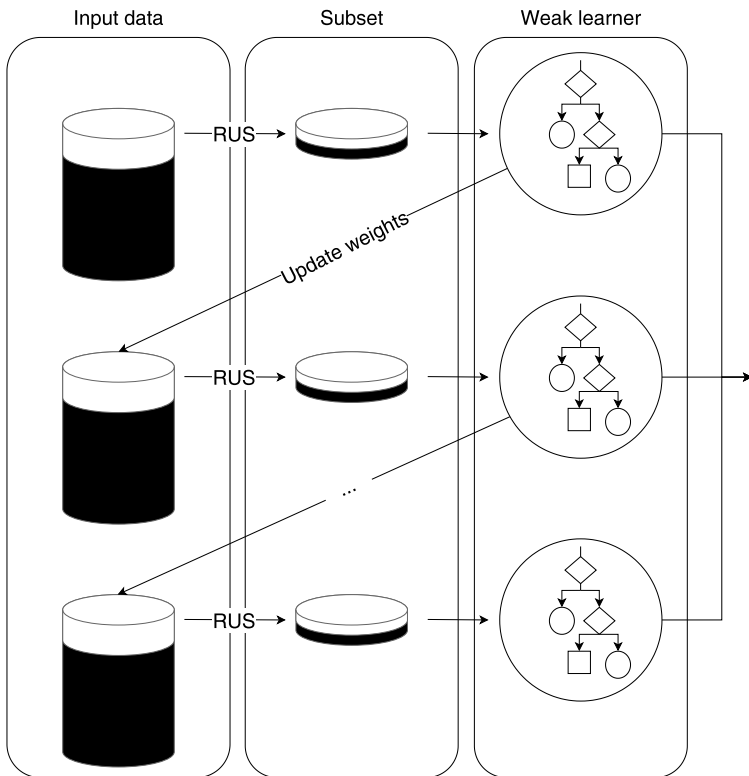 Input data
Subset
Weak learner
RUS
Update weights
RUS
...
RUS